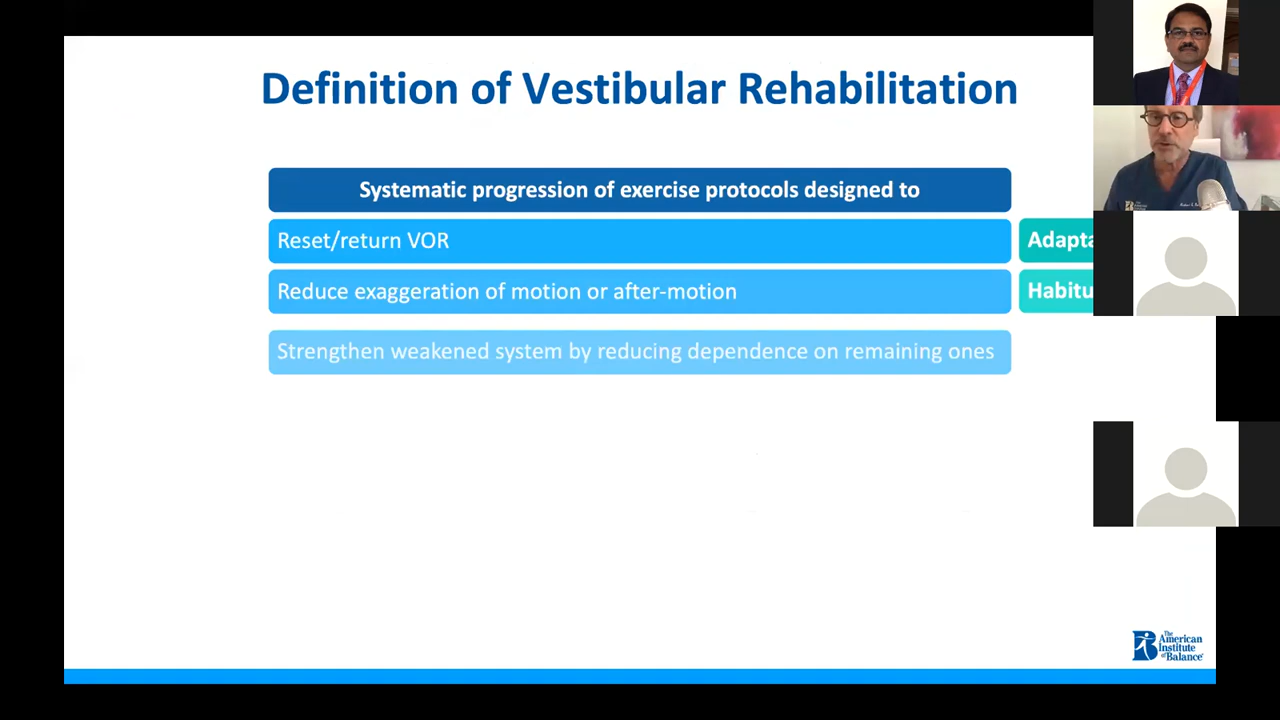 Definition of Vestibular Rehabilitation
Systematic progression of exercise protocols designed to
Reset/return VOR
Adapta
Reduce exaggeration of motion or after-motion
Habitu
Strengthen weakened system by reducing dependence on remaining ones
The
American
Institute
of Balance